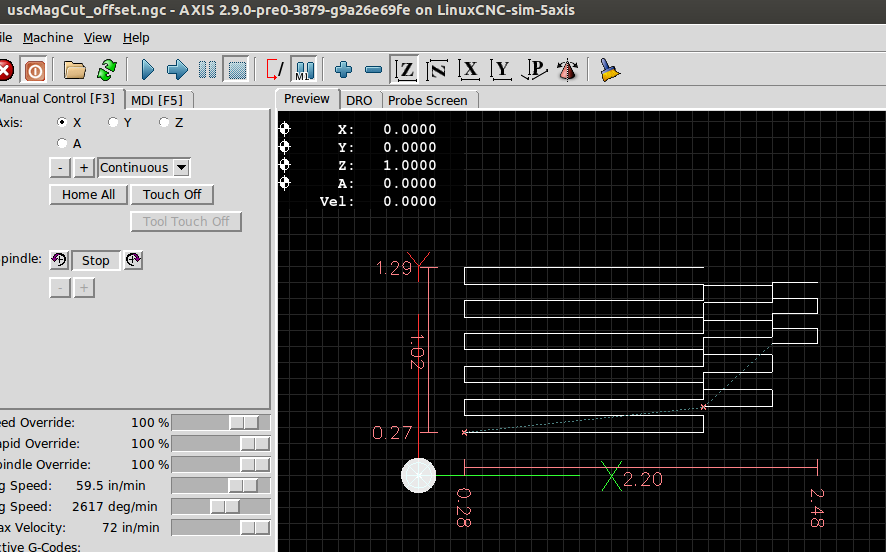 uscMagCut_offset.ngc - AXIS 2.9.0-pre0-3879-g9a26e69fe on LinuxCNC-sim-5axis
ile Machine View Help
Manual Control [F3] MDI [F5]
Preview DRO Probe Screen
Axis: X Y Z
A
- + Continuous
Home All Touch Off
Tool Touch Off
pindle: Stop
- +
X: 0.0000
Y: 0.0000
Z: 1.0000
A: 0.0000
Vel: 0.0000
1.29
1.02
0.27
X
2.20
0.28
2.48
eed Override: 100 %
apid Override: 100 %
pindle Override: 100 %
g Speed: 59.5 in/min
g Speed: 2617 deg/min
ax Velocity: 72 in/min
ctive G-Codes: